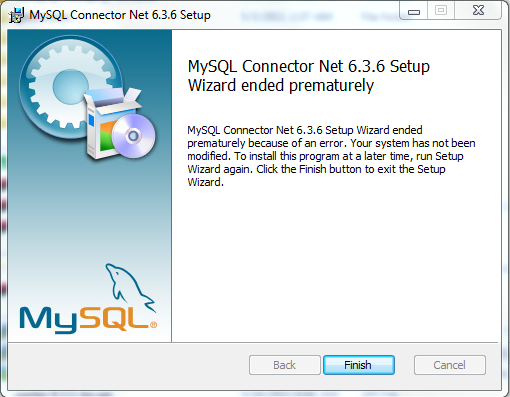 MySQL Connector Net 6.3.6 Setup
MySQL Connector Net 6.3.6 Setup
Wizard ended prematurely
MySQL Connector Net 6.3.6 Setup Wizard ended
prematurely because of an error. Your system has not been
modified. To install this program at a later time, run Setup
Wizard again. Click the Finish button to exit the Setup
Wizard.
MySQL®
Back
Finish
Cancel